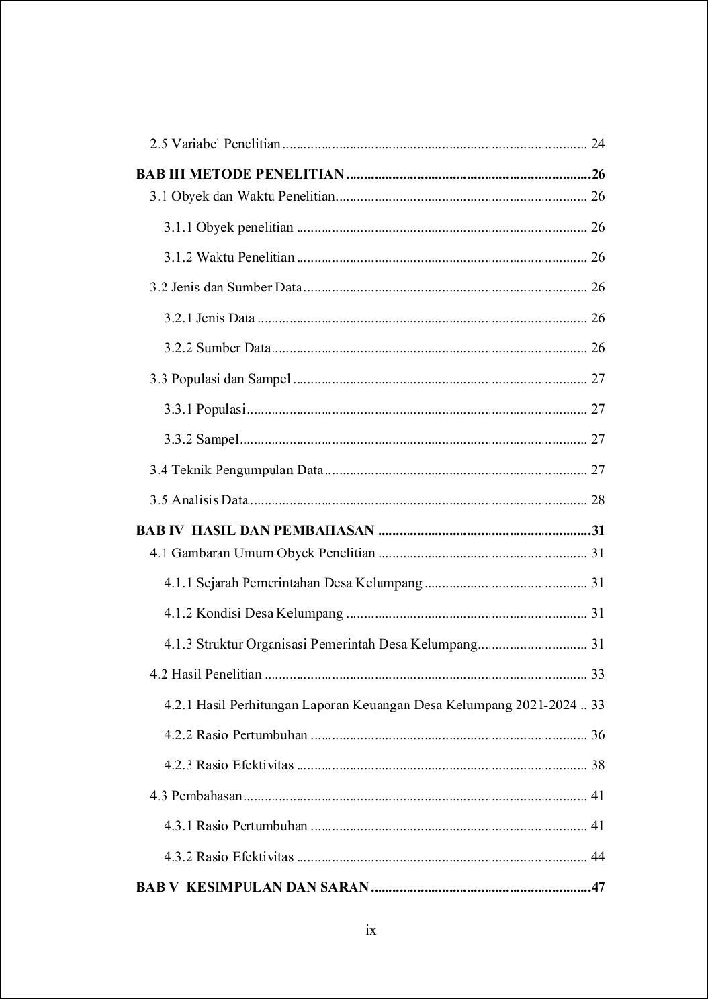 2.5 Variabel Penelitian ........ 24
BAB III METODE PENELITIAN ........ 26
3.1 Obyek dan Waktu Penelitian ........ 26
3.1.1 Obyek penelitian ........ 26
3.1.2 Waktu Penelitian ........ 26
3.2 Jenis dan Sumber Data ........ 26
3.2.1 Jenis Data ........ 26
3.2.2 Sumber Data ........ 26
3.3 Populasi dan Sampel ........ 27
3.3.1 Populasi ........ 27
3.3.2 Sampel ........ 27
3.4 Teknik Pengumpulan Data ........ 27
3.5 Analisis Data ........ 28
BAB IV  HASIL DAN PEMBAHASAN ........ 31
4.1 Gambaran Umum Obyek Penelitian ........ 31
4.1.1 Sejarah Pemerintahan Desa Kelumpang ........ 31
4.1.2 Kondisi Desa Kelumpang ........ 31
4.1.3 Struktur Organisasi Pemerintah Desa Kelumpang ........ 31
4.2 Hasil Penelitian ........ 33
4.2.1 Hasil Perhitungan Laporan Keuangan Desa Kelumpang 2021-2024 .. 33
4.2.2 Rasio Pertumbuhan ........ 36
4.2.3 Rasio Efektivitas ........ 38
4.3 Pembahasan ........ 41
4.3.1 Rasio Pertumbuhan ........ 41
4.3.2 Rasio Efektivitas ........ 44
BAB V  KESIMPULAN DAN SARAN ........ 47
ix